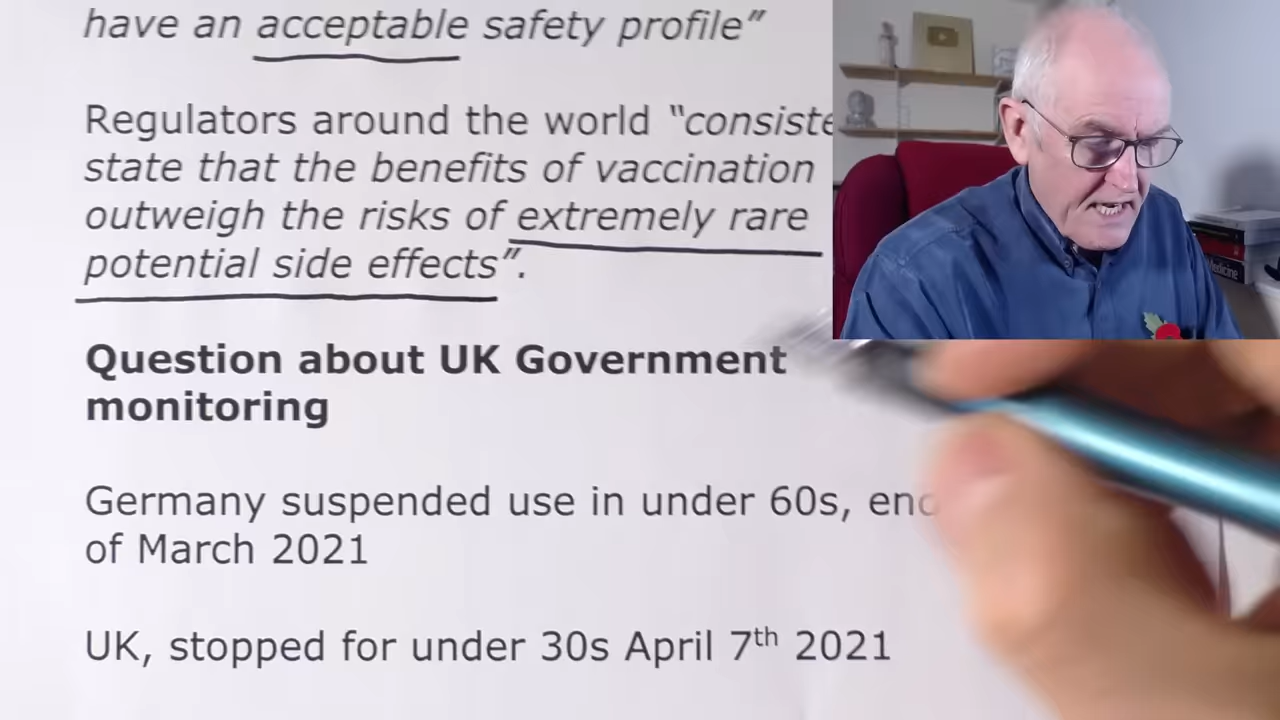 have an acceptable safety profile”
Regulators around the world “consiste
state that the benefits of vaccination
outweigh the risks of extremely rare
potential side effects”.
Question about UK Government
monitoring
Germany suspended use in under 60s, end
of March 2021
UK, stopped for under 30s April 7th 2021
Medicine